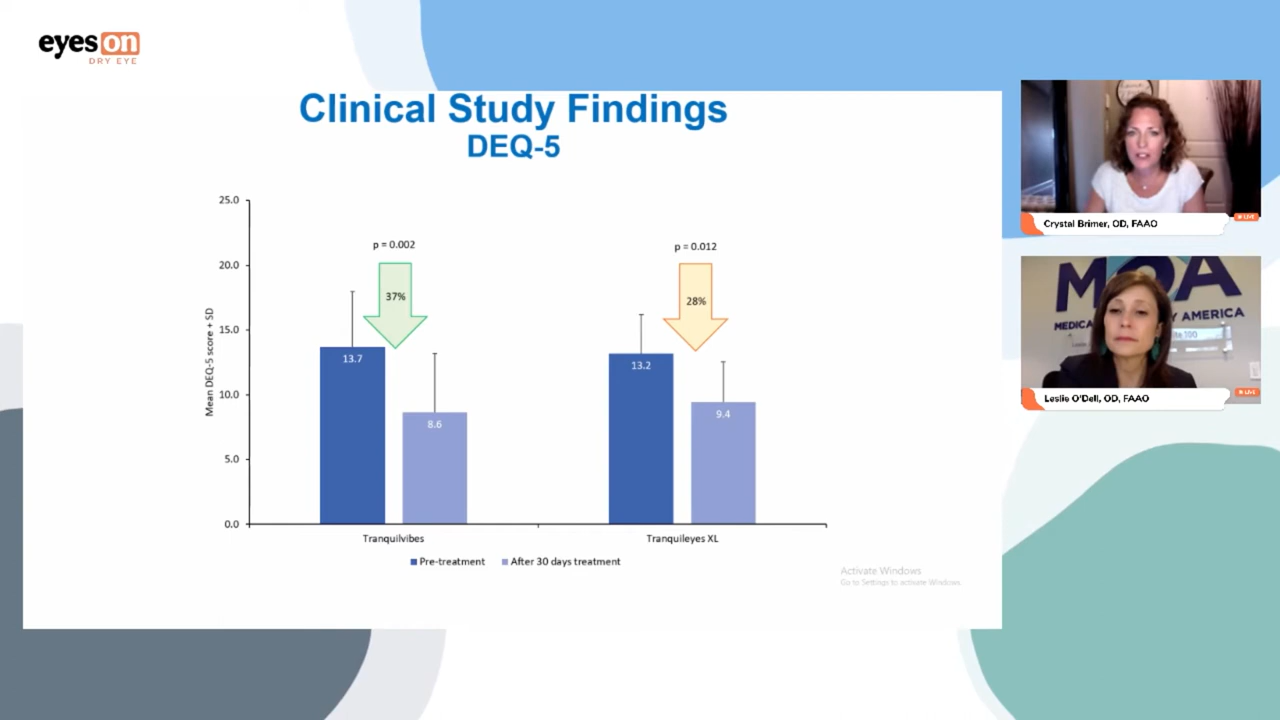 eyes on
DRY EYE
Clinical Study Findings
DEQ-5
25.0
20.0
15.0
10.0
5.0
0.0
Mean DEQ-5 score + SD
p = 0.002
37%
13.7
8.6
p = 0.012
28%
13.2
9.4
Tranquilvibes
Tranquileyes XL
Pre-treatment
After 30 days treatment
Activate Windows
Go to Settings to activate Windows.
LIVE
Crystal Brimer, OD, FAAO
MEDICA
Y AMERICA
LIVE
Leslie O'Dell, OD, FAAO